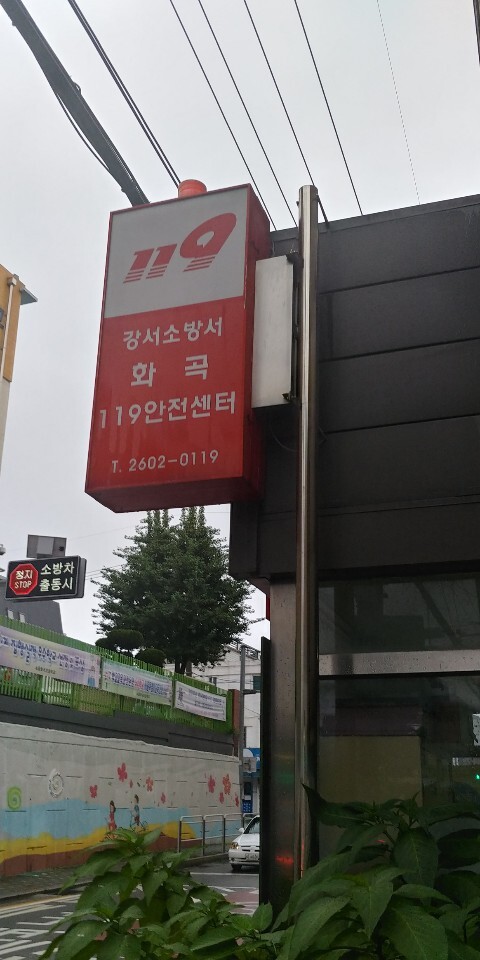 119
강서소방서
화 곡
119안전센터
T. 2602-0119
정지
STOP
소방차
출동시